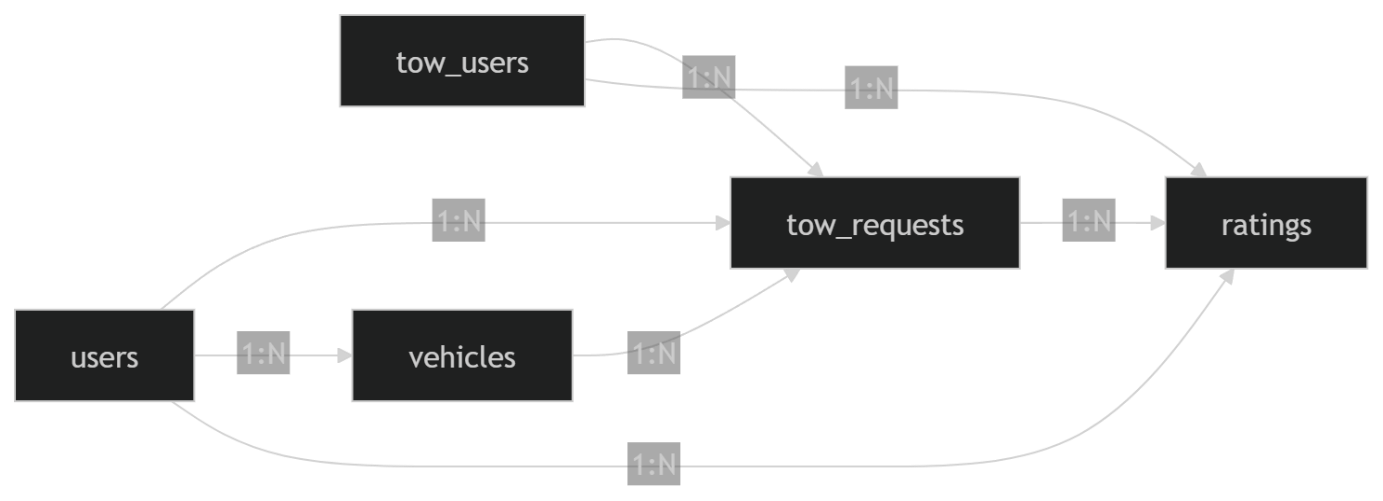 tow_users
1:N
1:N
tow_requests
ratings
1:N
1:N
users
vehicles
1:N
1:N
1:N